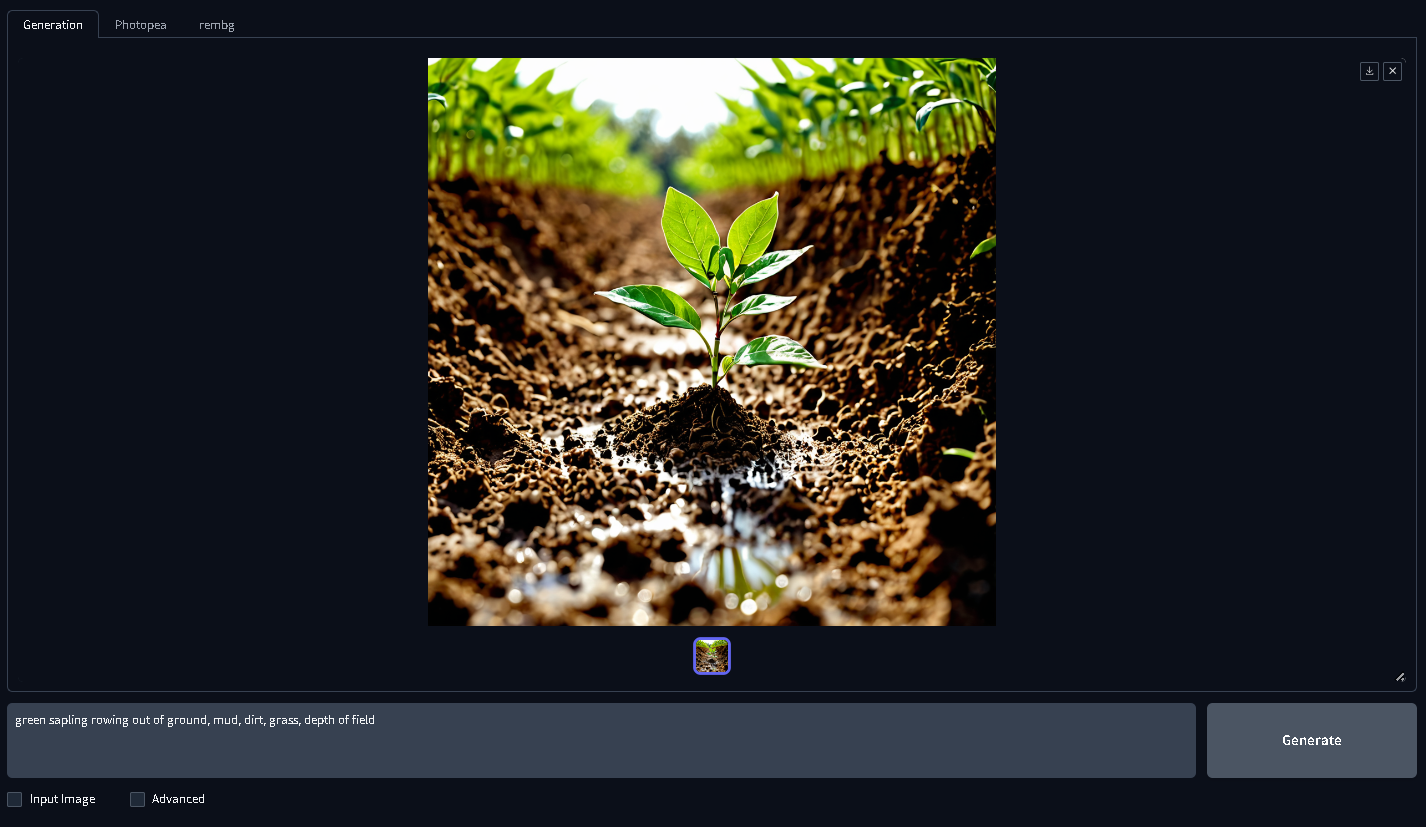 Generation Photopea rembg
green sapling rowing out of ground, mud, dirt, grass, depth of field
Generate
Input Image Advanced